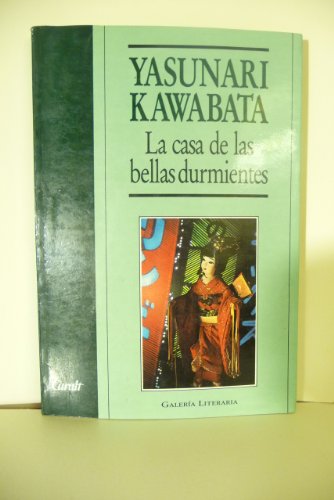 YASUNARI
KAWABATA
La casa de las
bellas durmientes
Caralt
GALERÍA LITERARIA